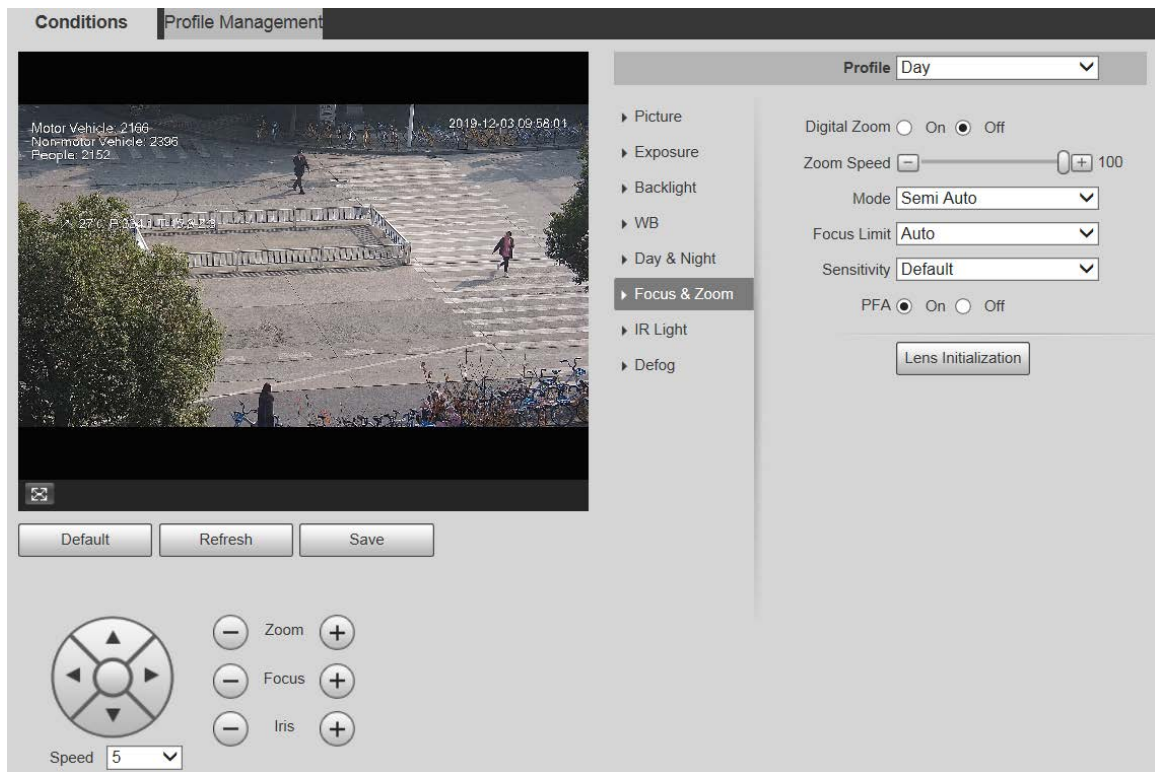 Conditions
Profile Management
Motor Vehicle: 2166
Non-motor Vehicle: 2396
People: 2152
2019-12-03 09:58:01
Default
Refresh
Save
Zoom
Focus
Iris
Speed 5
Profile Day
Picture
Exposure
Backlight
WB
Day & Night
Focus & Zoom
IR Light
Defog
Digital Zoom On Off
Zoom Speed 100
Mode Semi Auto
Focus Limit Auto
Sensitivity Default
PFA On Off
Lens Initialization